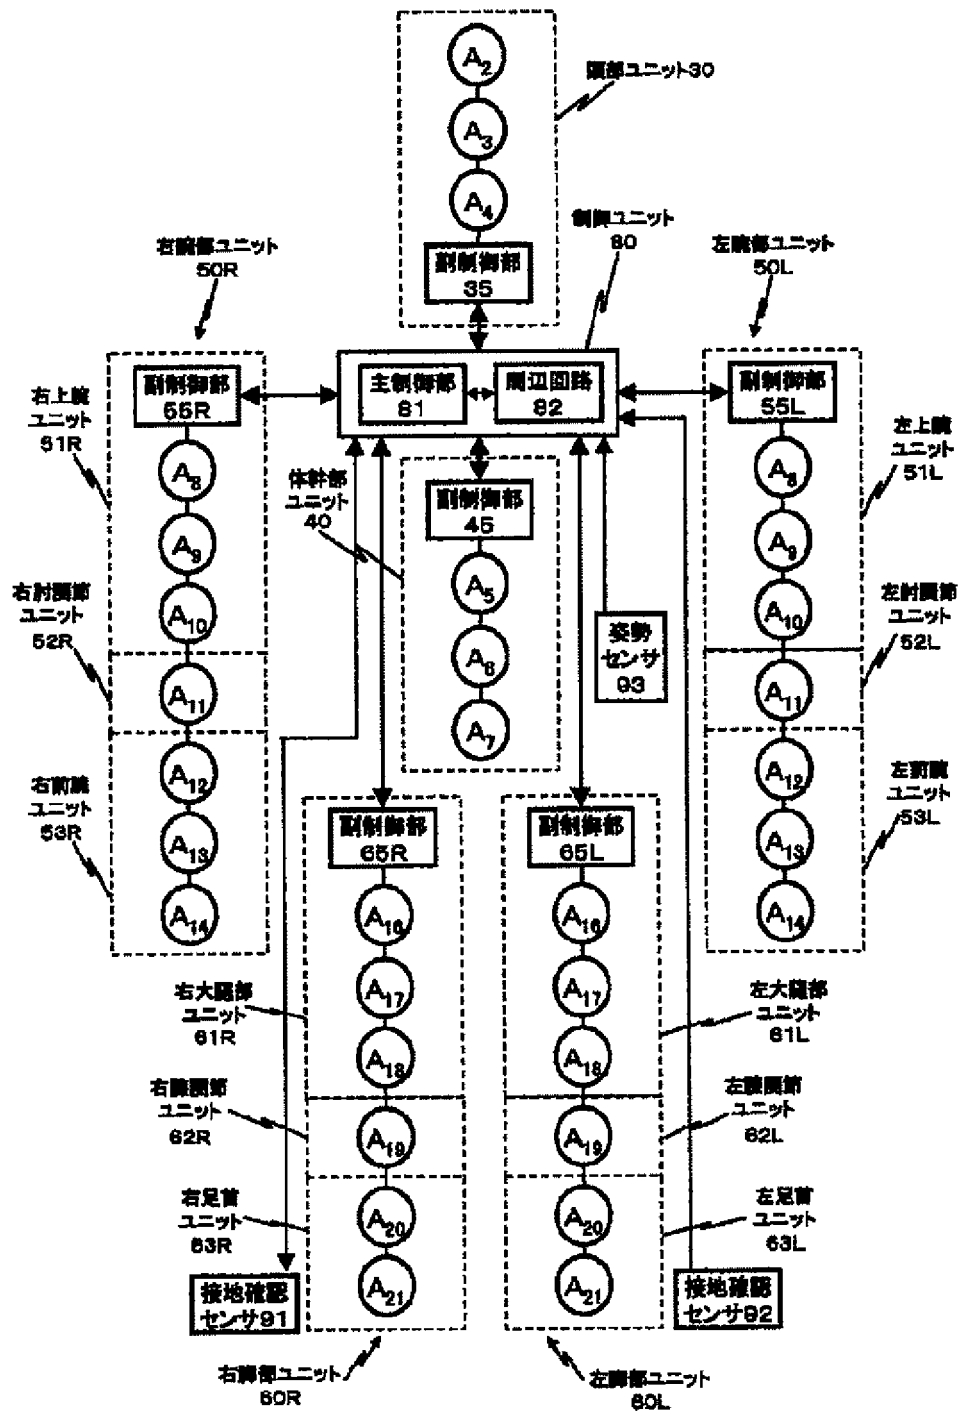 A2
頭部ユニット30
A3
A4
制御ユニット
80
副制御部
35
右腕部ユニット
50R
左腕部ユニット
50L
主制御部
81
周辺回路
82
副制御部
55R
副制御部
55L
右上腕
ユニット
51R
左上腕
ユニット
51L
A8
A9
A10
A8
A9
A10
体幹部
ユニット
40
副制御部
45
A5
A6
A7
姿勢
センサ
93
右肘関節
ユニット
52R
左肘関節
ユニット
52L
A11
A11
右前腕
ユニット
53R
左前腕
ユニット
53L
A12
A13
A14
A12
A13
A14
副制御部
65R
副制御部
65L
A16
A17
A18
A16
A17
A18
右大腿部
ユニット
61R
左大腿部
ユニット
61L
右膝関節
ユニット
62R
左膝関節
ユニット
62L
A19
A19
右足首
ユニット
63R
左足首
ユニット
63L
A20
A21
A20
A21
接地確認
センサ91
接地確認
センサ92
右脚部ユニット
60R
左脚部ユニット
60L